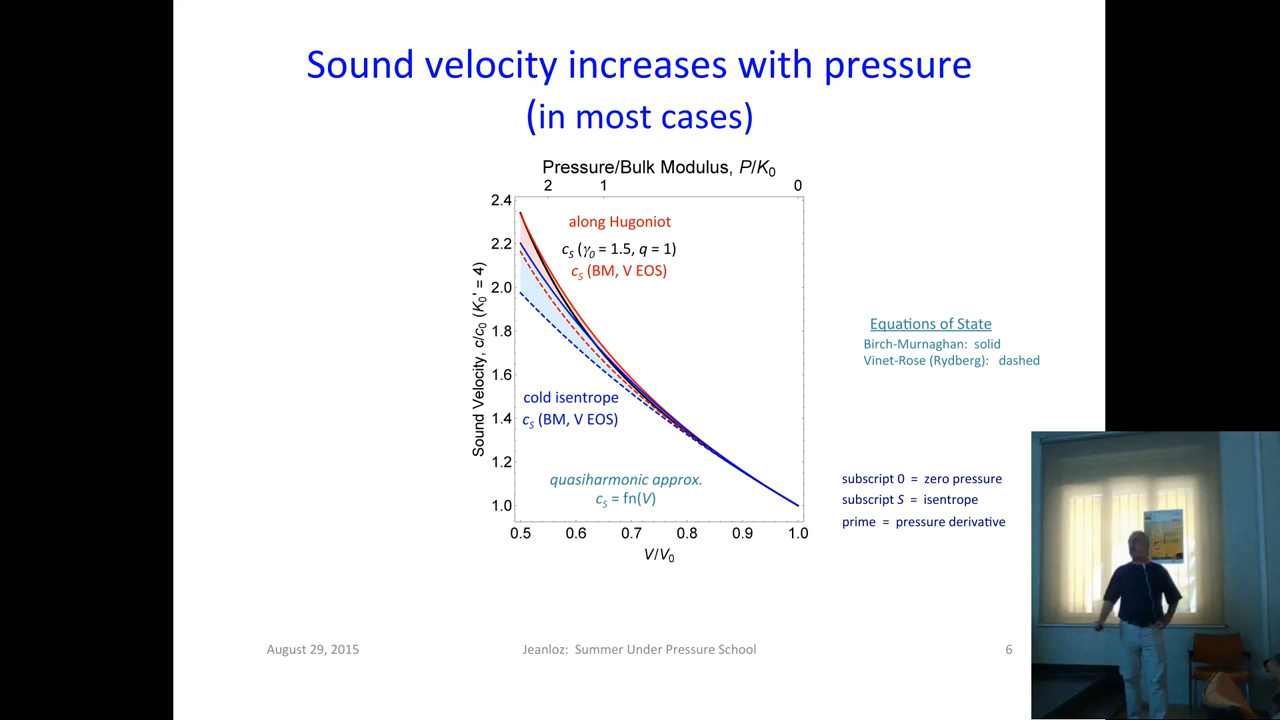 Sound velocity increases with pressure
(in most cases)
Pressure/Bulk Modulus, P/K₀
2 1 0
2.4
2.2
2.0
1.8
1.6
1.4
1.2
1.0
Sound Velocity, c/c₀ (K₀' = 4)
along Hugoniot
c_S (γ₀ = 1.5, q = 1)
c_S (BM, V EOS)
cold isentrope
c_S (BM, V EOS)
quasiharmonic approx.
c_S = fn(V)
0.5 0.6 0.7 0.8 0.9 1.0
V/V₀
Equations of State
Birch-Murnaghan: solid
Vinet-Rose (Rydberg): dashed
subscript 0 = zero pressure
subscript S = isentrope
prime = pressure derivative
August 29, 2015
Jeanloz: Summer Under Pressure School
6